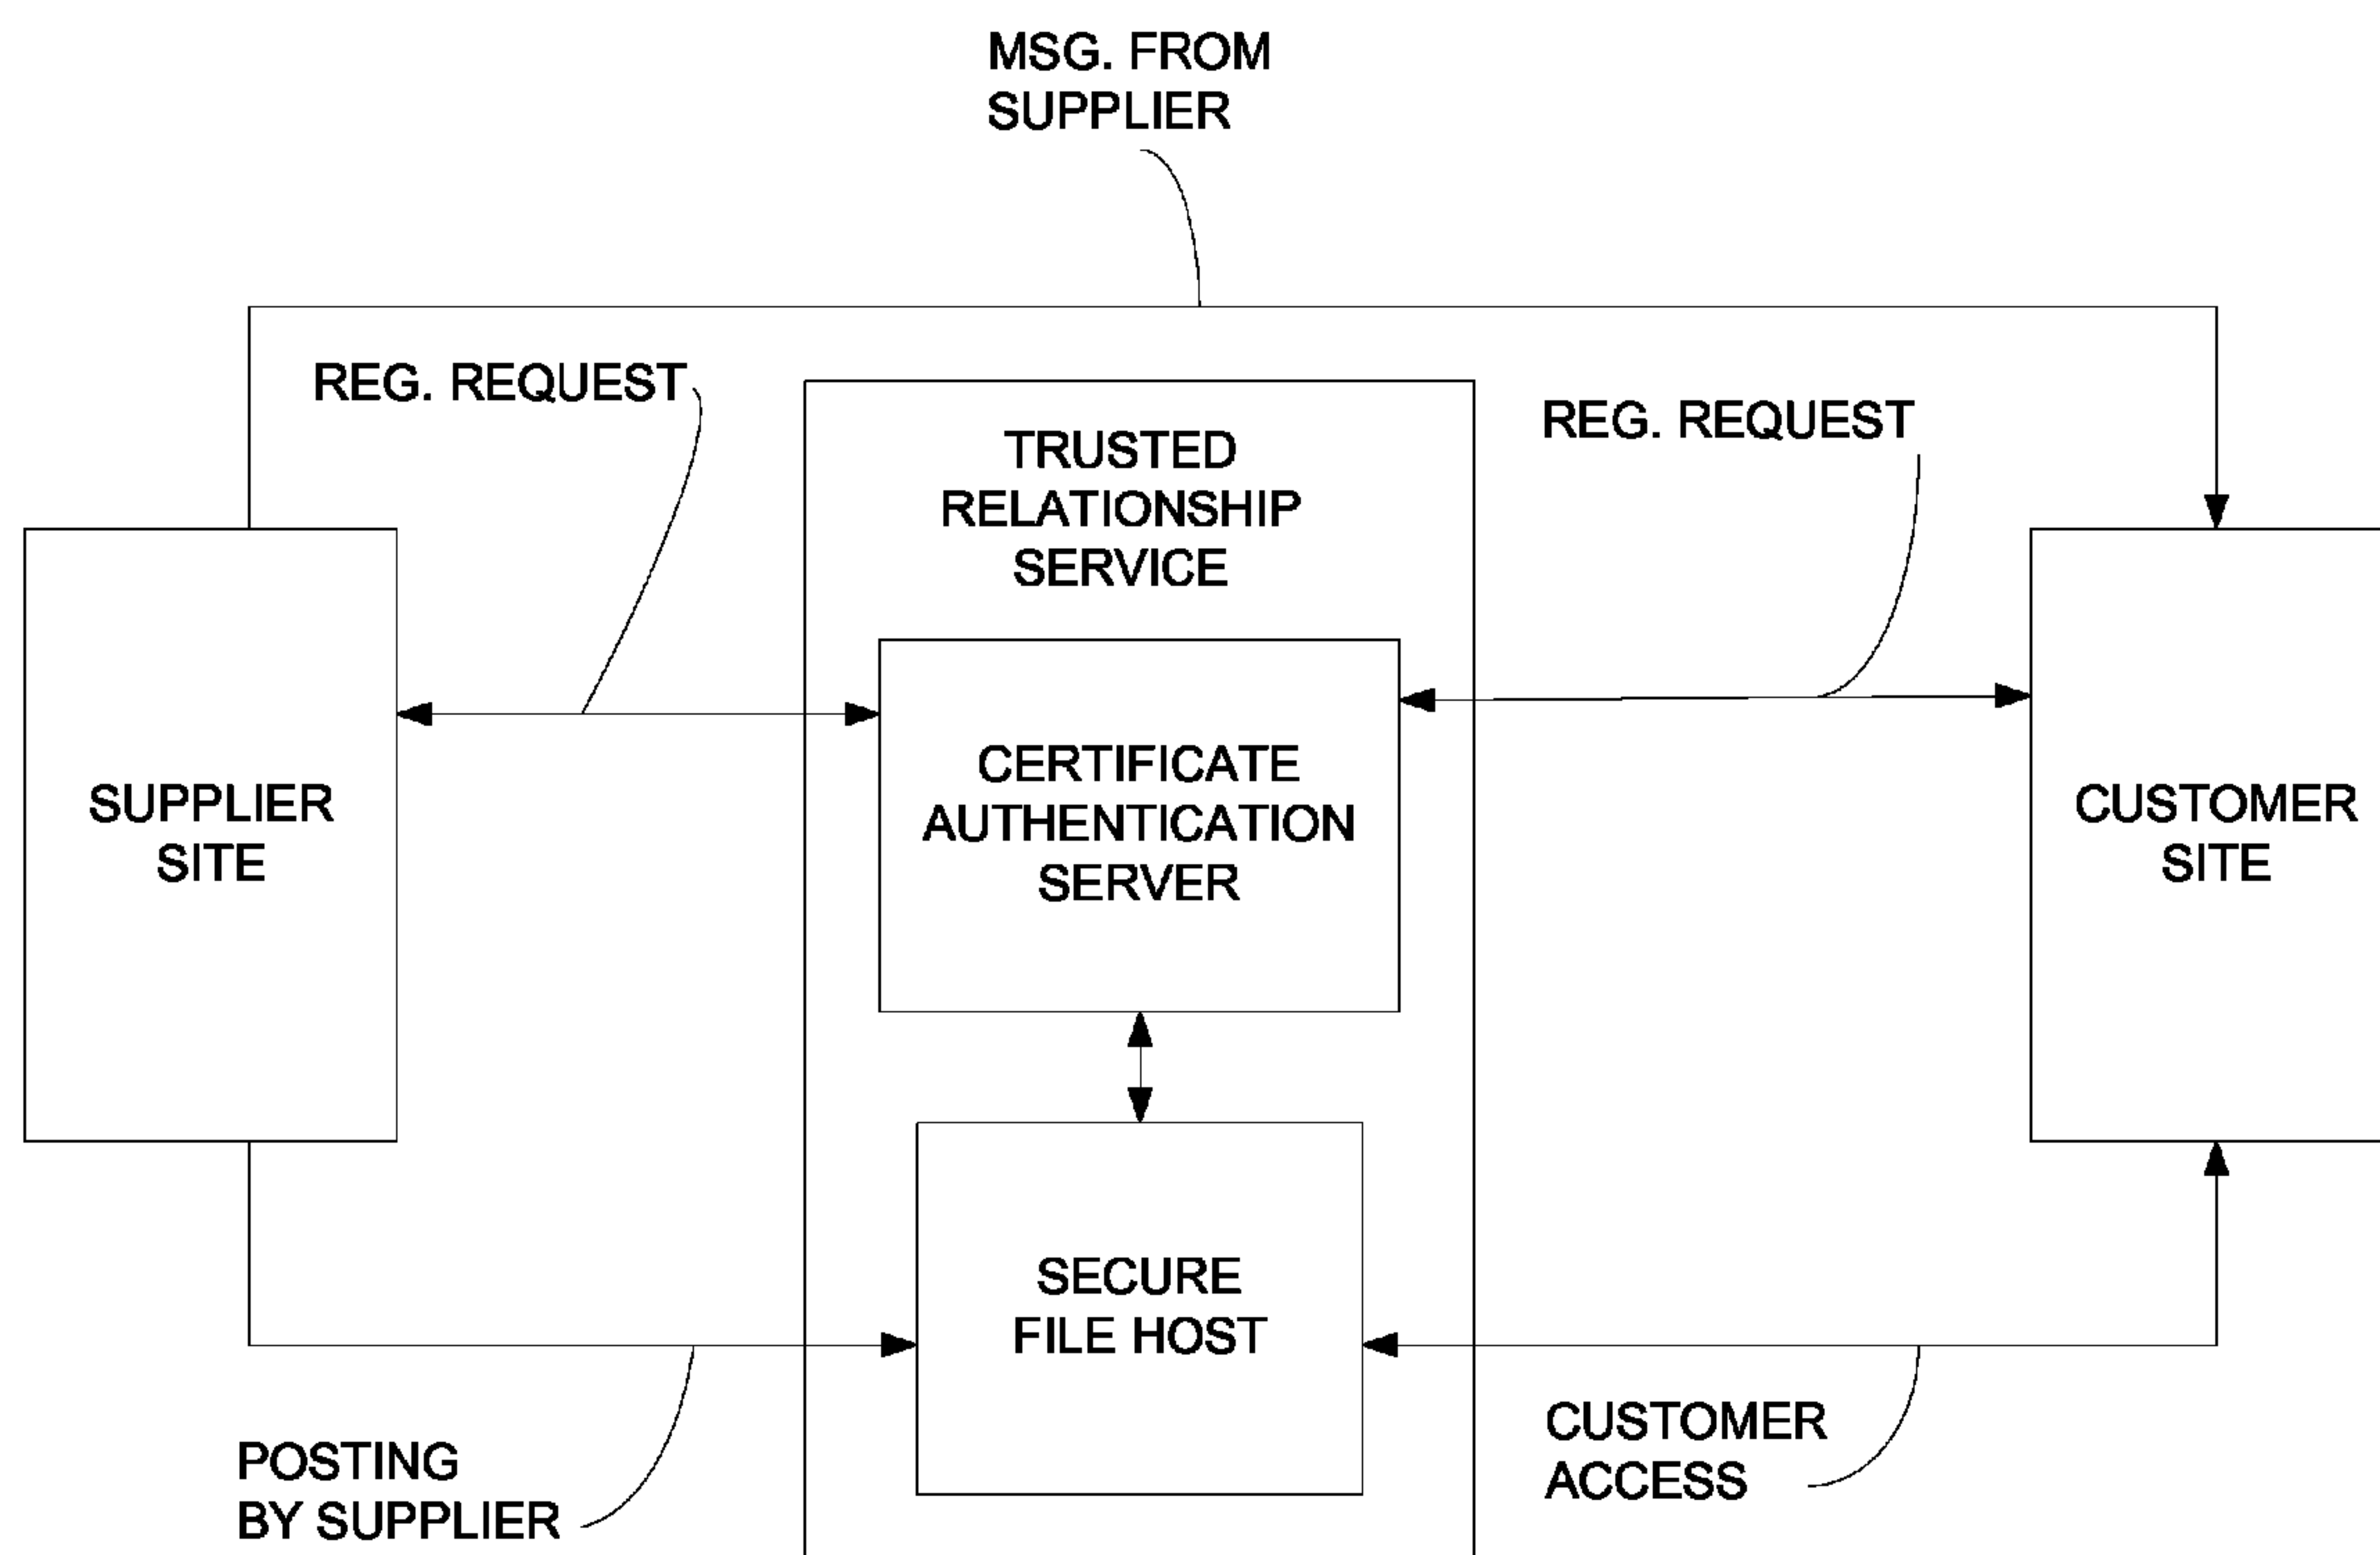 MSG. FROM
SUPPLIER
REG. REQUEST
REG. REQUEST
TRUSTED
RELATIONSHIP
SERVICE
SUPPLIER
SITE
CERTIFICATE
AUTHENTICATION
SERVER
CUSTOMER
SITE
SECURE
FILE HOST
POSTING
BY SUPPLIER
CUSTOMER
ACCESS